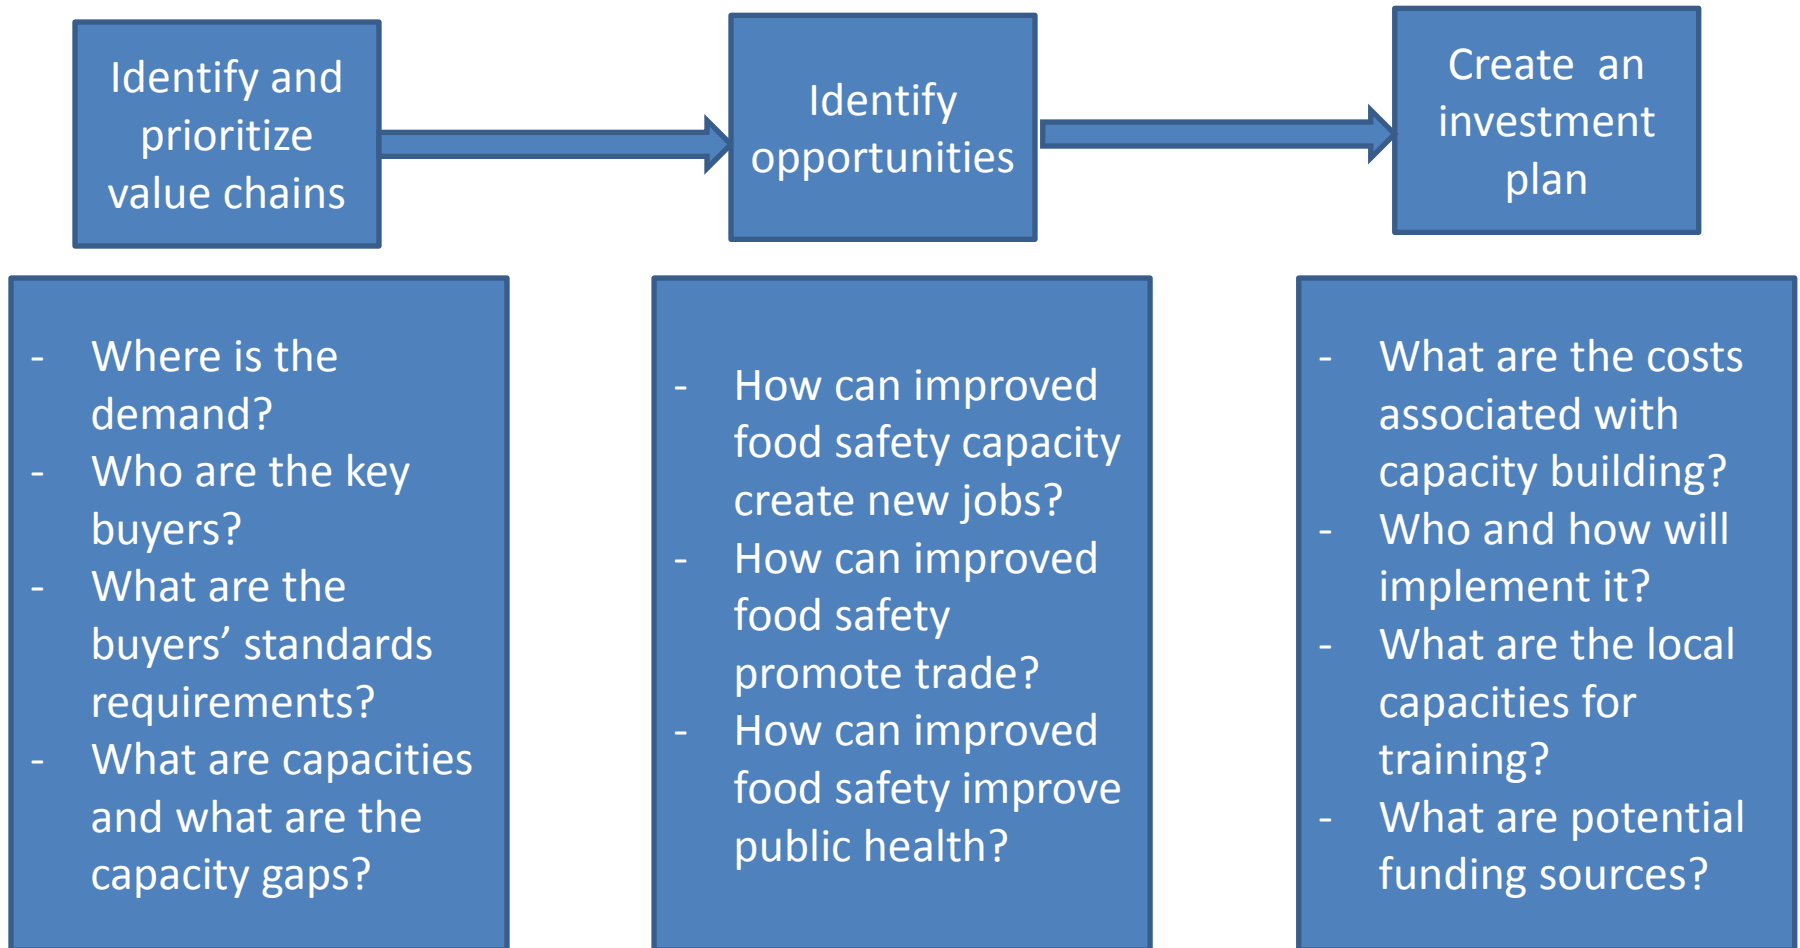 Identify and
prioritize
value chains
Identify
opportunities
Create an
investment
plan
- Where is the
demand?
- Who are the key
buyers?
- What are the
buyers’ standards
requirements?
- What are capacities
and what are the
capacity gaps?
- How can improved
food safety capacity
create new jobs?
- How can improved
food safety
promote trade?
- How can improved
food safety improve
public health?
- What are the costs
associated with
capacity building?
- Who and how will
implement it?
- What are the local
capacities for
training?
- What are potential
funding sources?